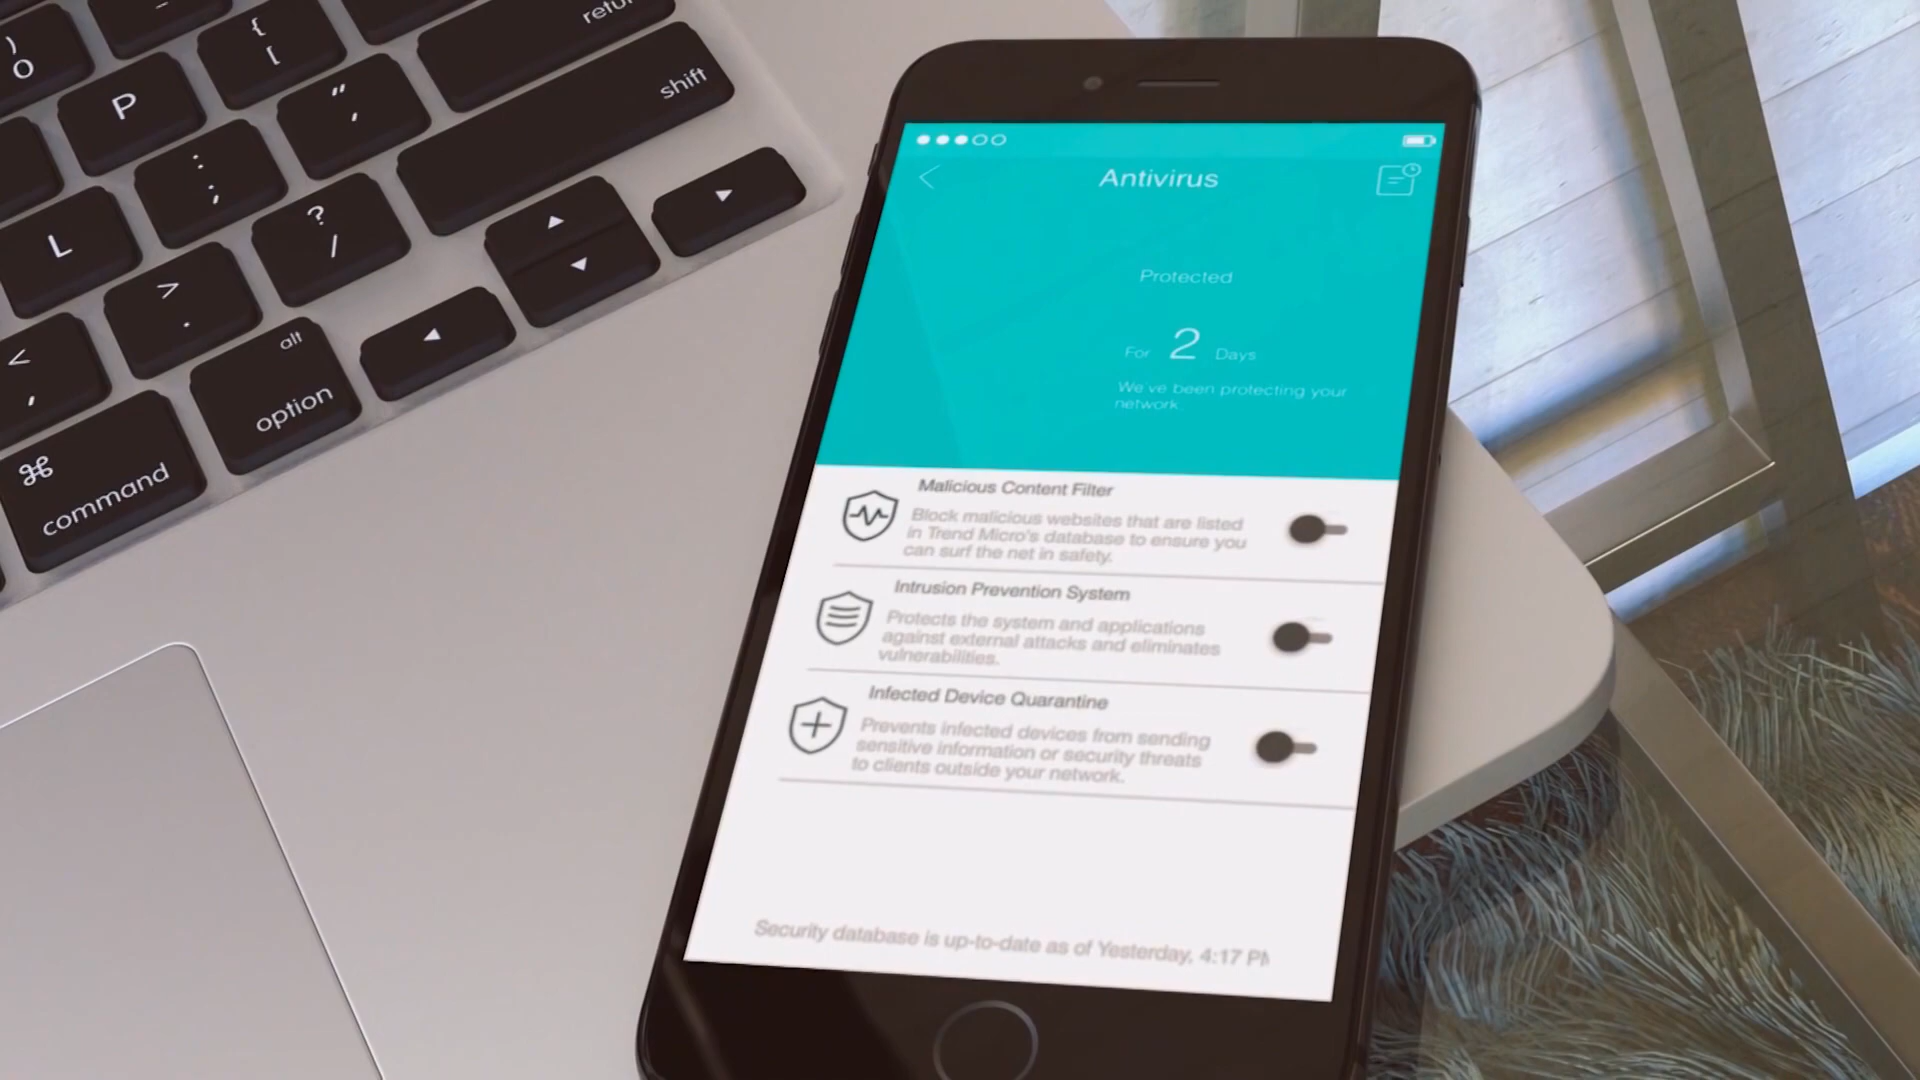 ) 0
P
{ [
return
" '
shift
L
: ;
? /
> .
< ,
alt
option
⌘
command
Antivirus
Protected
For 2 Days
We've been protecting your
network.
Malicious Content Filter
Block malicious websites that are listed
in Trend Micro's database to ensure you
can surf the net in safety.
Intrusion Prevention System
Protects the system and applications
against external attacks and eliminates
vulnerabilities.
Infected Device Quarantine
Prevents infected devices from sending
sensitive information or security threats
to clients outside your network.
Security database is up-to-date as of Yesterday, 4:17 PM